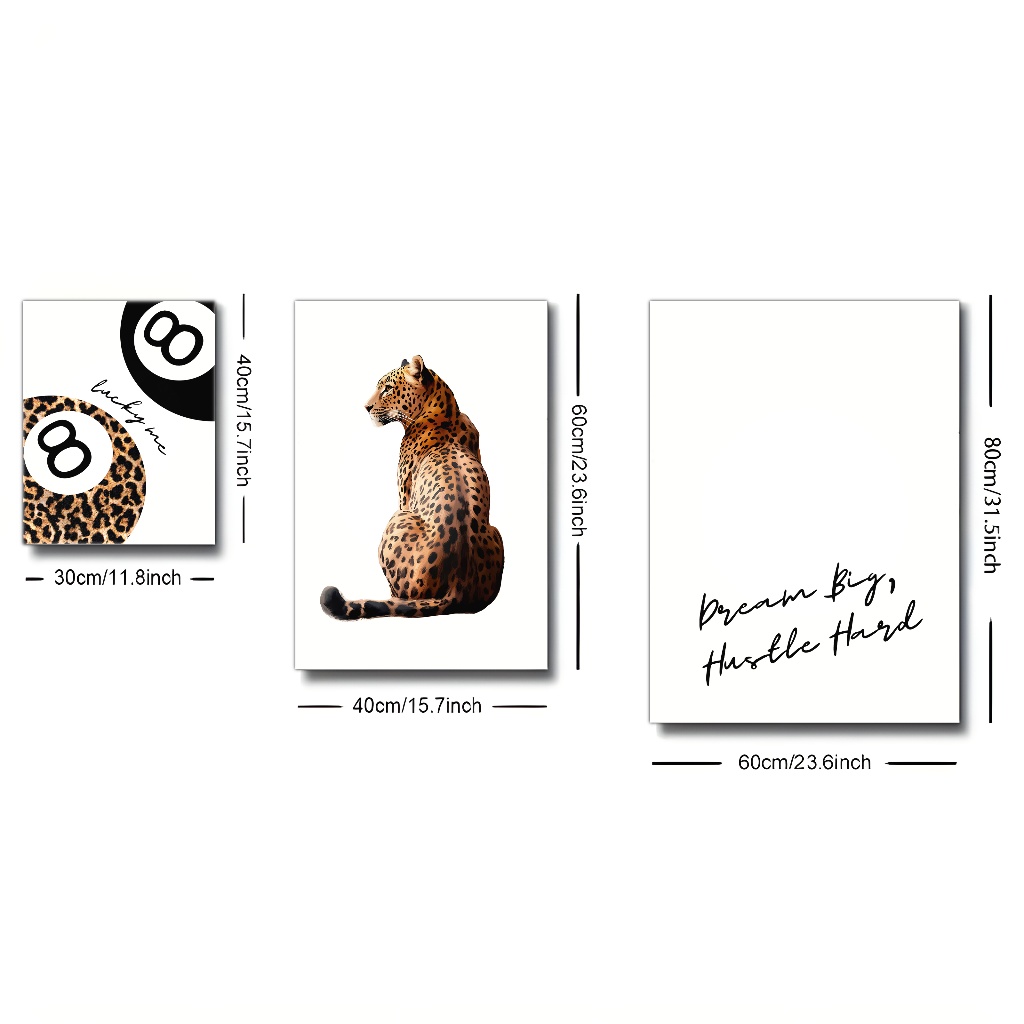 8
lucky me
8
40cm/15.7inch
30cm/11.8inch
60cm/23.6inch
40cm/15.7inch
Dream Big,
Hustle Hard
80cm/31.5inch
60cm/23.6inch